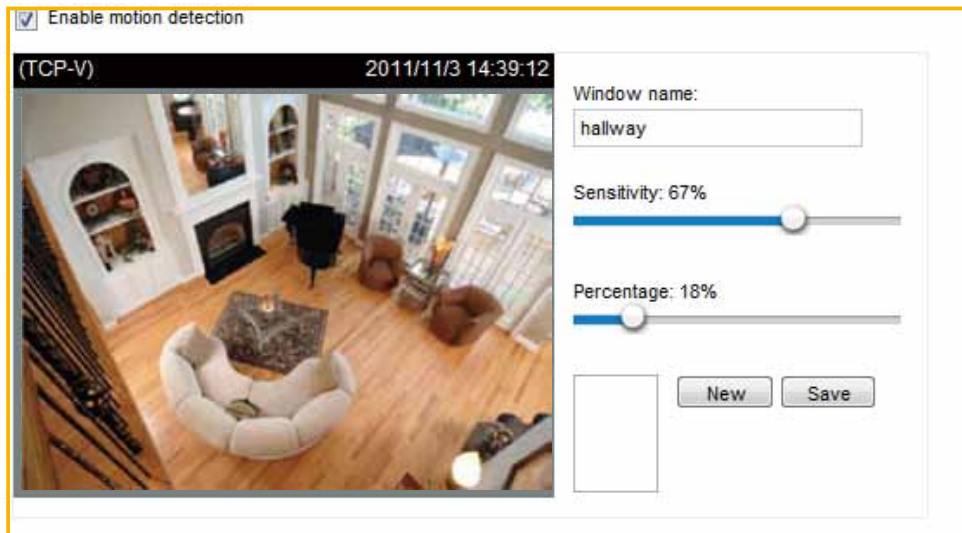 Enable motion detection
(TCP-V) 2011/11/3 14:39:12
Window name:
hallway
Sensitivity: 67%
Percentage: 18%
New Save